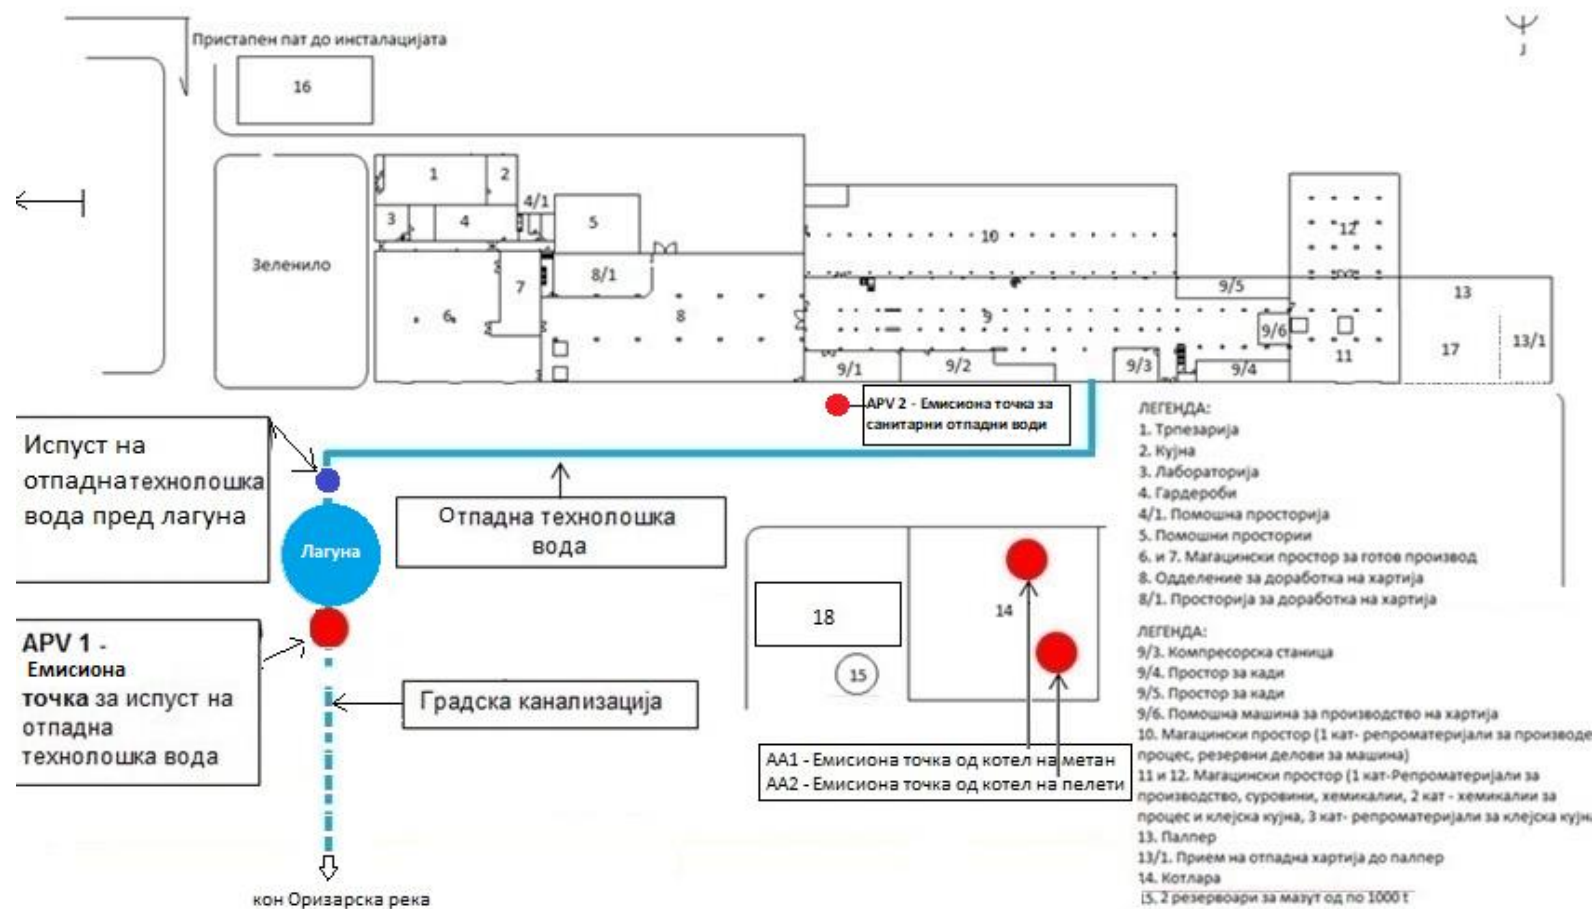 Пристапен пат до инсталацијата
Ј
16
1
2
3
4
4/1
5
Зеленило
6
7
8/1
8
10
9
9/5
9/6
9/1
9/2
9/3
9/4
12
11
13
17
13/1
APV 2 - Емисиона точка за
санитарни отпадни води
Испуст на
отпадна технолошка
вода пред лагуна
Отпадна технолошка
вода
Лагуна
APV 1 -
Емисиона
точка за испуст на
отпадна
технолошка вода
Градска канализација
кон Оризарска река
18
15
14
АА1 - Емисиона точка од котел на метан
АА2 - Емисиона точка од котел на пелети
ЛЕГЕНДА:
1. Трпезарија
2. Кујна
3. Лабораторија
4. Гардероби
4/1. Помошна просторија
5. Помошни простории
6. и 7. Магацински простор за готов производ
8. Одделение за доработка на хартија
8/1. Просторија за доработка на хартија
ЛЕГЕНДА:
9/3. Компресорска станица
9/4. Простор за кади
9/5. Простор за кади
9/6. Помошна машина за производство на хартија
10. Магацински простор (1 кат- репроматеријали за производе
процес, резервни делови за машина)
11 и 12. Магацински простор (1 кат-Репроматеријали за
производство, суровини, хемикалии, 2 кат - хемикалии за
процес и клејска кујна, 3 кат- репроматеријали за клејска кујна
13. Палпер
13/1. Прием на отпадна хартија до палпер
14. Котлара
15. 2 резервоари за мазут од по 1000 t